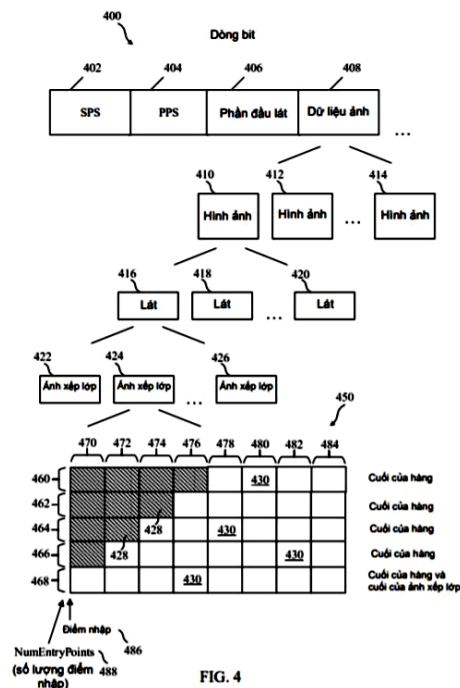 400
Dòng bit
402 404 406 408
SPS PPS Phần đầu lát Dữ liệu ảnh ...
410 412 414
Hình ảnh Hình ảnh ... Hình ảnh
416 418 420
Lát Lát ... Lát
422 424 426
Ảnh xếp lớp Ảnh xếp lớp ... Ảnh xếp lớp
450
470 472 474 476 478 480 482 484
460 430 Cuối của hàng
462 Cuối của hàng
464 428 430 Cuối của hàng
466 428 430 Cuối của hàng
468 430 Cuối của hàng và
cuối của ảnh xếp lớp
Điểm nhập 486
NumEntryPoints 488
(số lượng điểm
nhập)
FIG. 4